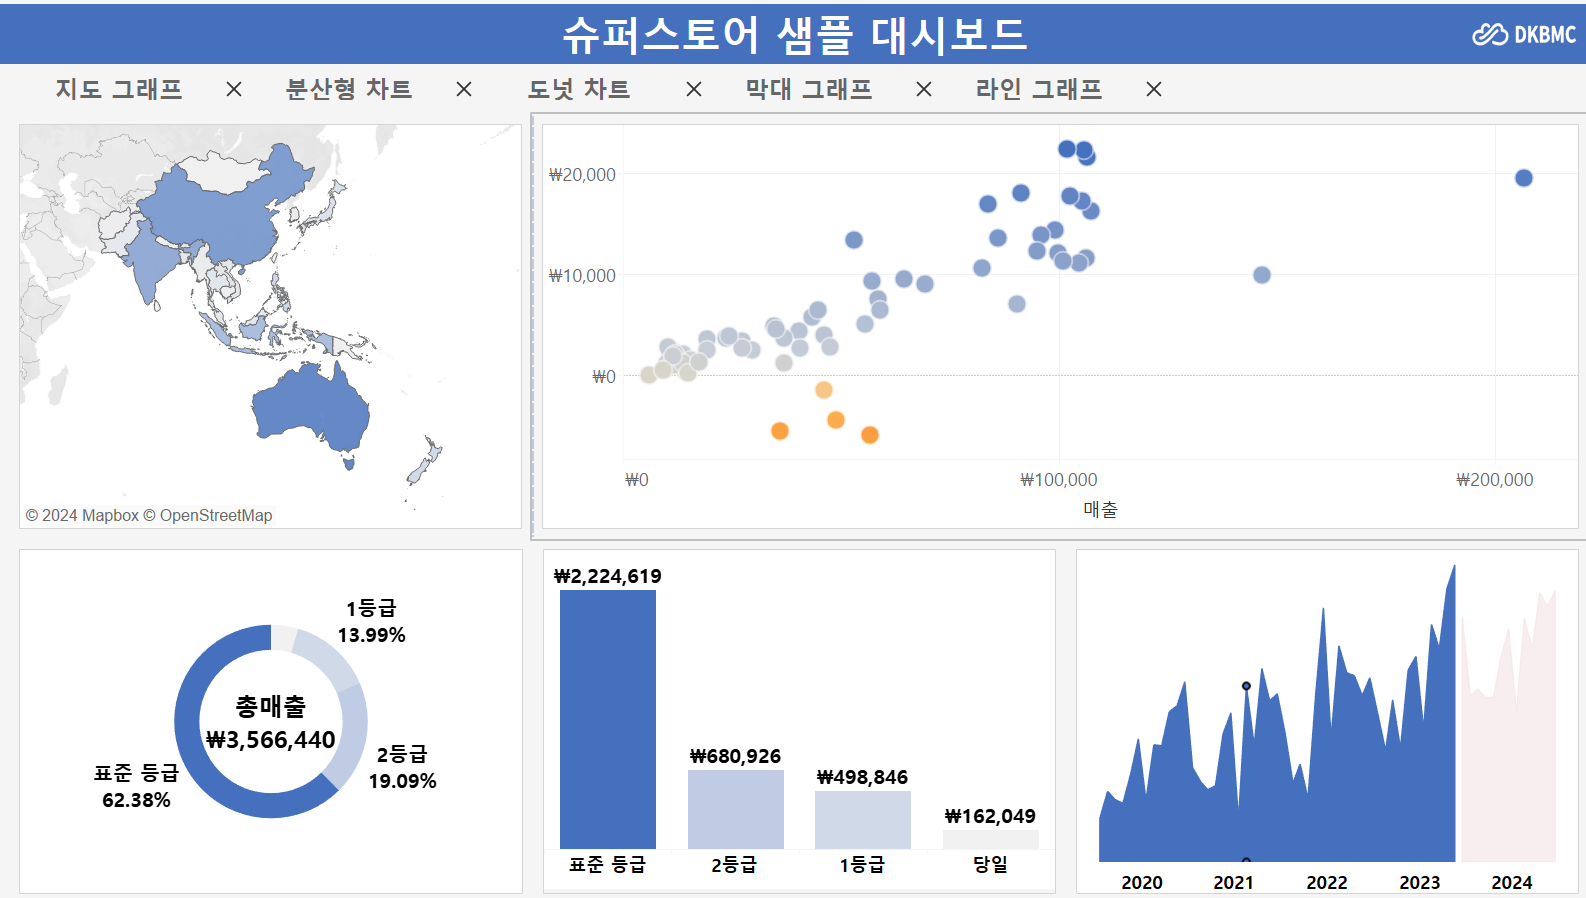 슈퍼스토어 샘플 대시보드
DKBMC
지도 그래프
분산형 차트
도넛 차트
막대 그래프
라인 그래프
© 2024 Mapbox © OpenStreetMap
₩20,000
₩10,000
₩0
₩0
₩100,000
₩200,000
매출
1등급
13.99%
총매출
₩3,566,440
2등급
19.09%
표준 등급
62.38%
₩2,224,619
₩680,926
₩498,846
₩162,049
표준 등급
2등급
1등급
당일
2020
2021
2022
2023
2024